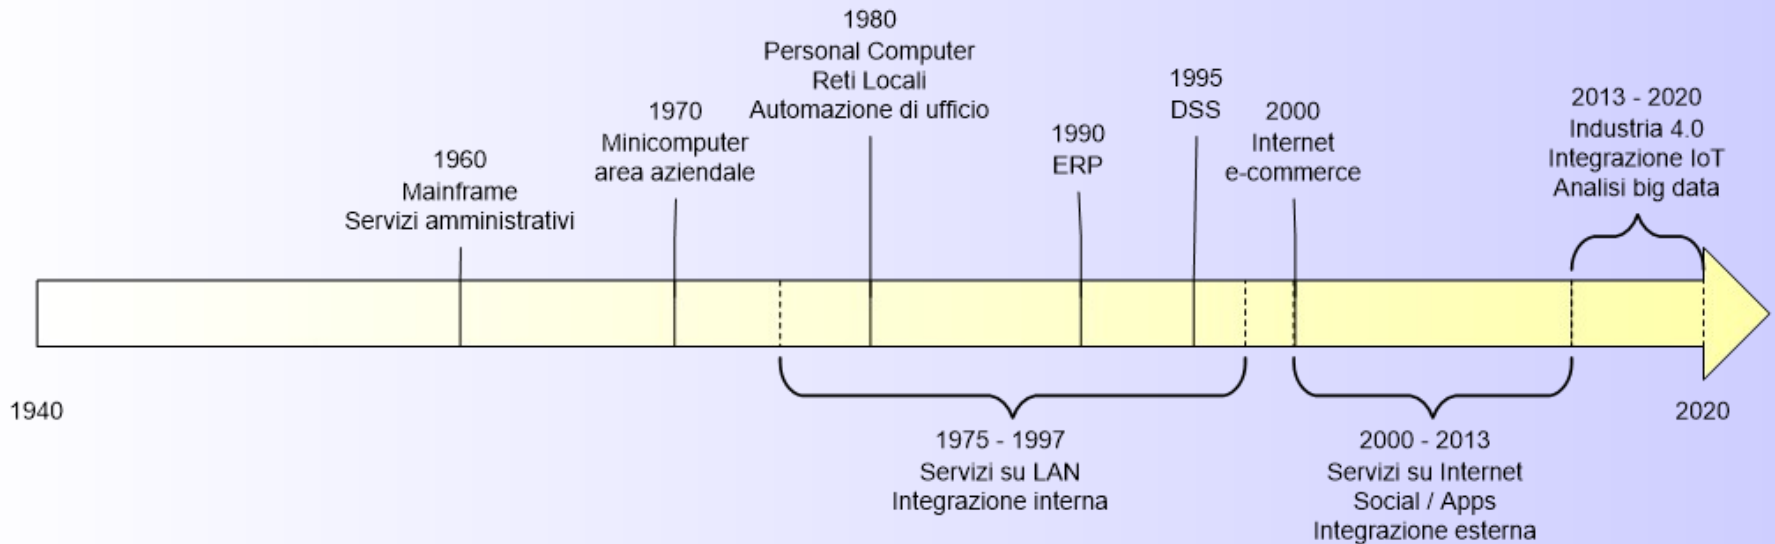 1960
Mainframe
Servizi amministrativi
1970
Minicomputer
area aziendale
1980
Personal Computer
Reti Locali
Automazione di ufficio
1990
ERP
1995
DSS
2000
Internet
e-commerce
2013 - 2020
Industria 4.0
Integrazione IoT
Analisi big data
1940
2020
1975 - 1997
Servizi su LAN
Integrazione interna
2000 - 2013
Servizi su Internet
Social / Apps
Integrazione esterna